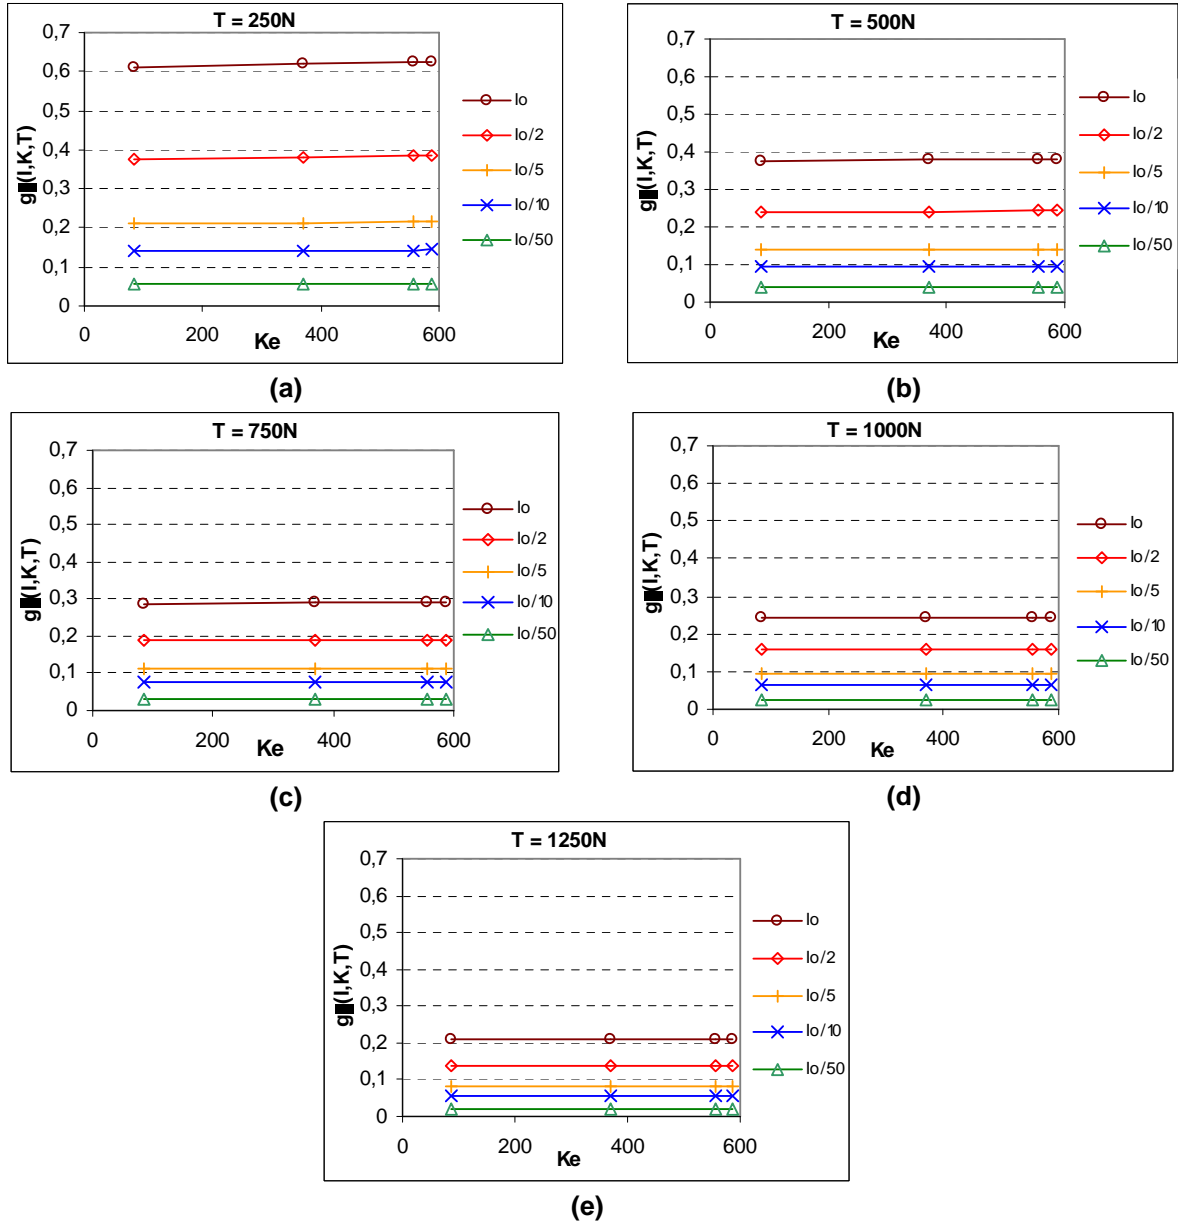 T = 250N
0,7
0,6
0,5
0,4
0,3
0,2
0,1
0
0 200 400 600
Ke
g (I,K,T)
Io
Io/2
Io/5
Io/10
Io/50
(a)
T = 500N
0,7
0,6
0,5
0,4
0,3
0,2
0,1
0
0 200 400 600
Ke
g (I,K,T)
Io
Io/2
Io/5
Io/10
Io/50
(b)
T = 750N
0,7
0,6
0,5
0,4
0,3
0,2
0,1
0
0 200 400 600
Ke
g (I,K,T)
Io
Io/2
Io/5
Io/10
Io/50
(c)
T = 1000N
0,7
0,6
0,5
0,4
0,3
0,2
0,1
0
0 200 400 600
Ke
g (I,K,T)
Io
Io/2
Io/5
Io/10
Io/50
(d)
T = 1250N
0,7
0,6
0,5
0,4
0,3
0,2
0,1
0
0 200 400 600
Ke
g (I,K,T)
Io
Io/2
Io/5
Io/10
Io/50
(e)